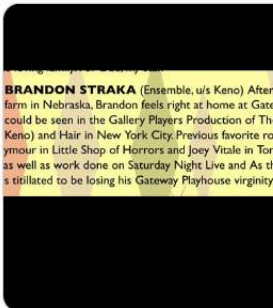 BRANDON STRAKA (Ensemble, u/s Keno) After
farm in Nebraska, Brandon feels right at home at Gate
could be seen in the Gallery Players Production of Th
Keno) and Hair in New York City. Previous favorite ro
ymour in Little Shop of Horrors and Joey Vitale in Ton
as well as work done on Saturday Night Live and As th
s titillated to be losing his Gateway Playhouse virginity